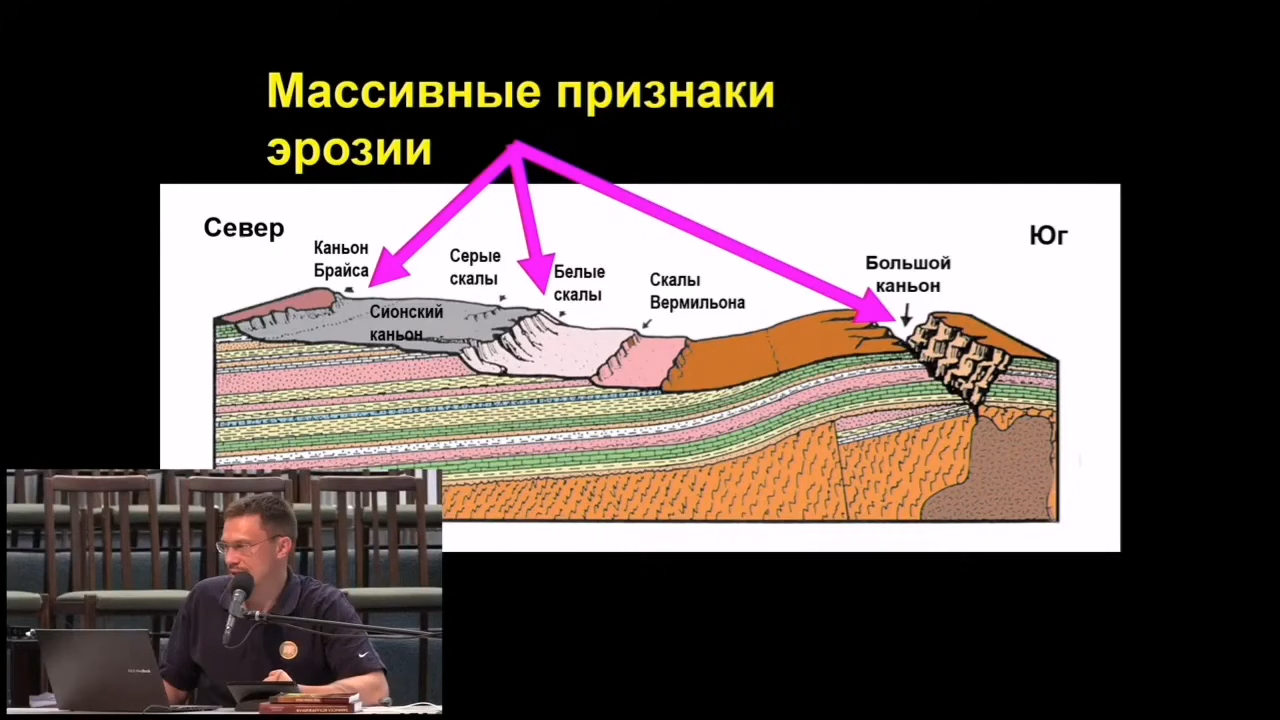 Массивные признаки
эрозии
Север
Юг
Каньон
Брайса
Серые
скалы
Белые
скалы
Скалы
Вермильона
Большой
каньон
Сионский
каньон